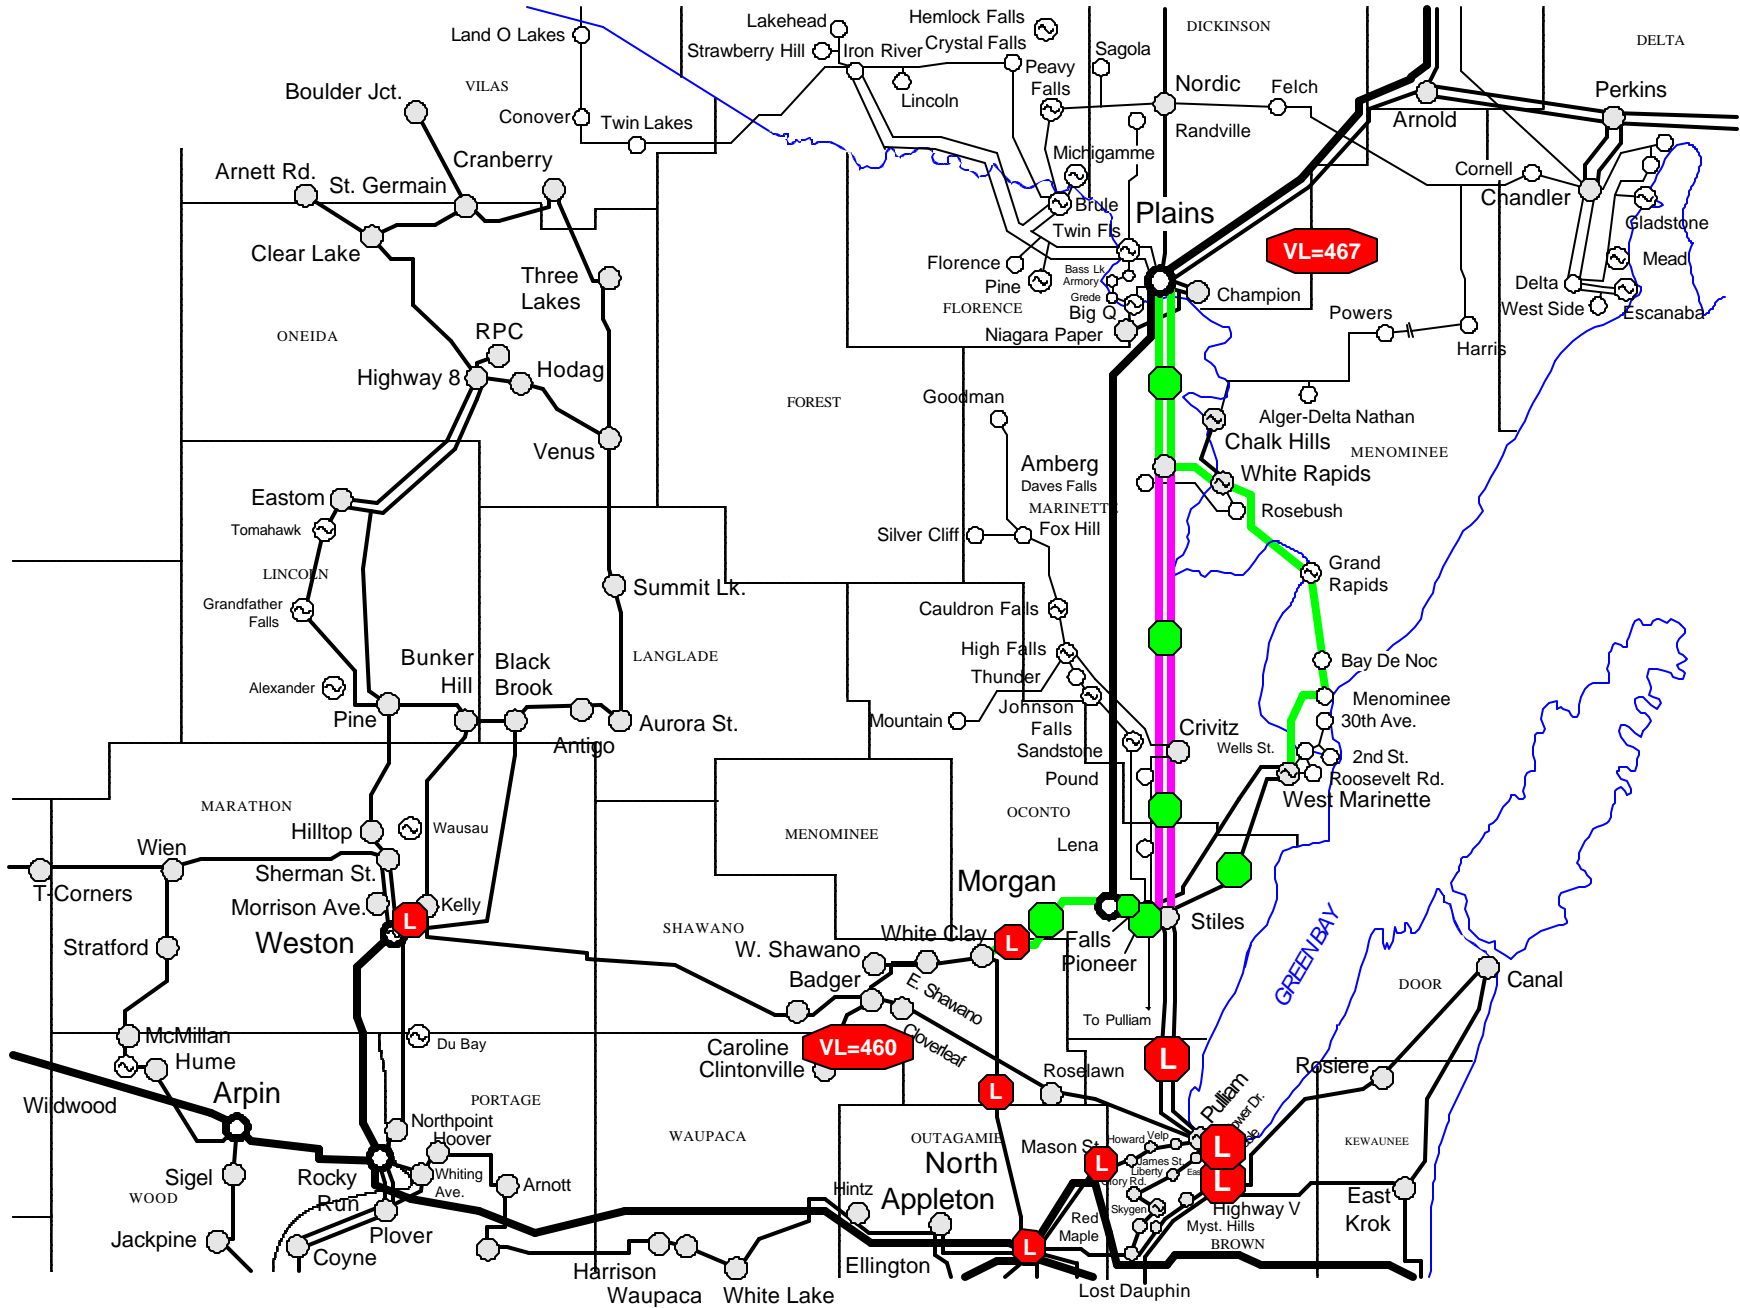 Lakehead
Hemlock Falls
Land O Lakes
Strawberry Hill
Iron River
Crystal Falls
Sagola
DICKINSON
DELTA
VILAS
Boulder Jct.
Peavy
Falls
Nordic
Felch
Perkins
Lincoln
Conover
Twin Lakes
Randville
Arnold
Arnett Rd.
Cranberry
St. Germain
Michigamme
Cornell
Chandler
Brule
Plains
Gladstone
Clear Lake
Twin Fls
VL=467
Three
Lakes
Florence
Bass Lk.
Armory
Mead
Pine
Grede
Champion
Delta
FLORENCE
Big Q
Powers
West Side
Escanaba
ONEIDA
RPC
Niagara Paper
Harris
Highway 8
Hodag
FOREST
Goodman
Alger-Delta Nathan
Chalk Hills
MENOMINEE
Venus
Amberg
Daves Falls
White Rapids
Eastom
MARINETTE
Rosebush
Tomahawk
Silver Cliff
Fox Hill
LINCOLN
Grand
Rapids
Summit Lk.
Grandfather
Falls
Cauldron Falls
Bunker
Hill
Black
Brook
LANGLADE
High Falls
Bay De Noc
Alexander
Thunder
Pine
Johnson
Falls
Menominee
Mountain
30th Ave.
Aurora St.
Antigo
Crivitz
Sandstone
Wells St.
2nd St.
Pound
Roosevelt Rd.
West Marinette
MARATHON
OCONTO
Hilltop
Wausau
MENOMINEE
Wien
Lena
Sherman St.
T-Corners
Morgan
Morrison Ave.
Kelly
L
Weston
SHAWANO
White Clay
L
Falls
Stiles
Stratford
W. Shawano
Pioneer
GREEN BAY
Badger
E. Shawano
DOOR
Canal
To Pulliam
McMillan
Du Bay
Cloverleaf
Hume
Caroline
VL=460
L
Rosiere
Clintonville
Roselawn
L
Arpin
Wildwood
PORTAGE
Northpoint
Pulliam
Hoover
WAUPACA
OUTAGAMIE
Mason St.
Howard
Velp
L
KEWAUNEE
Sigel
Rocky
Run
Whiting
Ave.
North
Appleton
L
James St.
Liberty
L
WOOD
Arnott
Hintz
Skygen
Highway V
East
Krok
Jackpine
Plover
Red
Maple
Myst. Hills
Coyne
L
BROWN
Ellington
Harrison
Waupaca
White Lake
Lost Dauphin